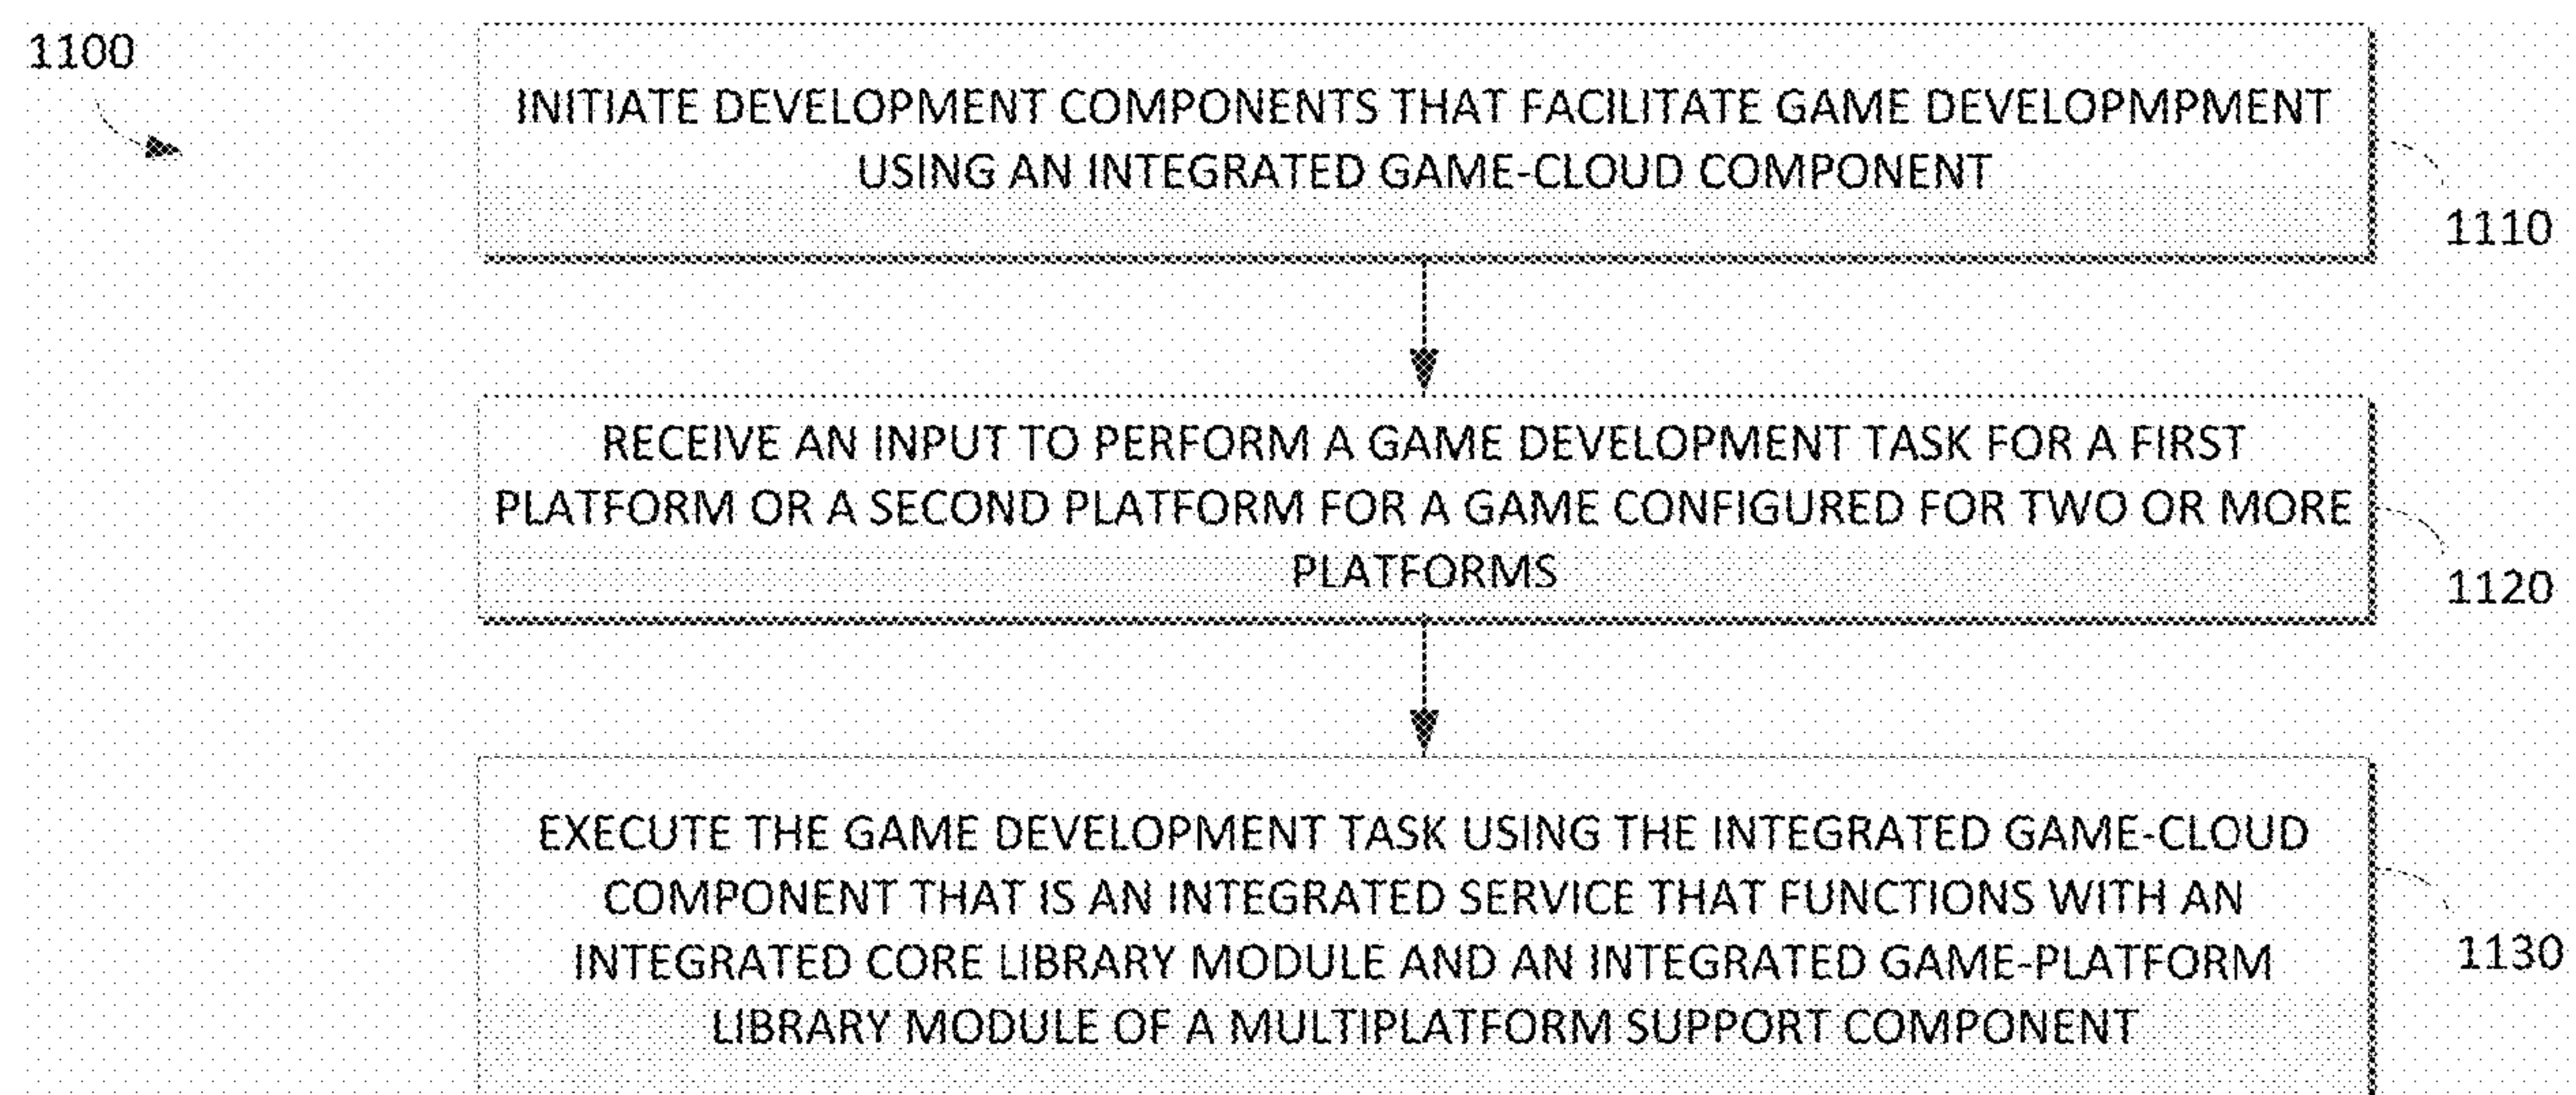 1100
INITIATE DEVELOPMENT COMPONENTS THAT FACILITATE GAME DEVELOPMPMENT
USING AN INTEGRATED GAME-CLOUD COMPONENT
1110
RECEIVE AN INPUT TO PERFORM A GAME DEVELOPMENT TASK FOR A FIRST
PLATFORM OR A SECOND PLATFORM FOR A GAME CONFIGURED FOR TWO OR MORE
PLATFORMS
1120
EXECUTE THE GAME DEVELOPMENT TASK USING THE INTEGRATED GAME-CLOUD
COMPONENT THAT IS AN INTEGRATED SERVICE THAT FUNCTIONS WITH AN
INTEGRATED CORE LIBRARY MODULE AND AN INTEGRATED GAME-PLATFORM
LIBRARY MODULE OF A MULTIPLATFORM SUPPORT COMPONENT
1130